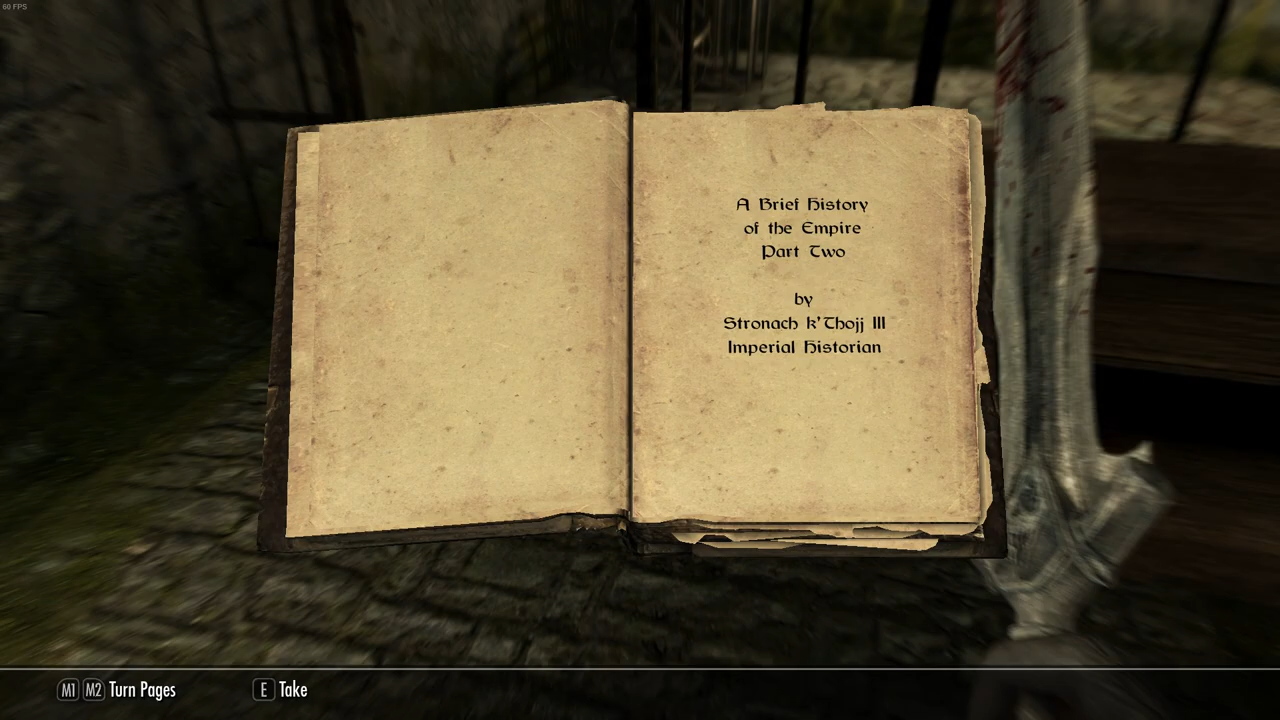 60 FPS
A Brief History
of the Empire
Part Two
by
Stronach k'Thojj III
Imperial Historian
M1 M2 Turn Pages
E Take